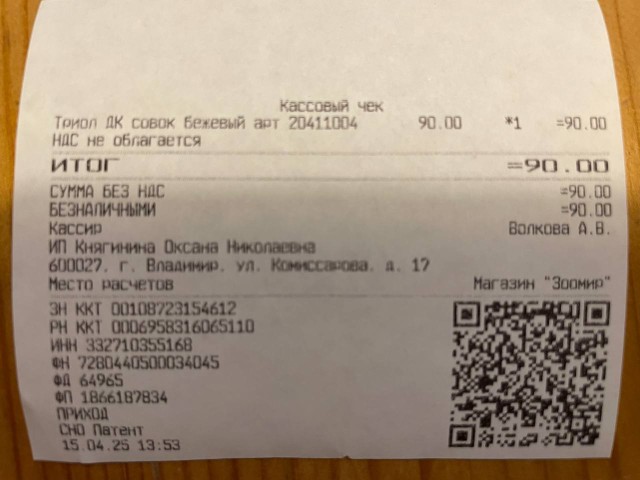 Кассовый чек
Триол ДК совок бежевый арт 20411004 90.00 *1 =90.00
НДС не облагается
ИТОГ =90.00
СУММА БЕЗ НДС =90.00
БЕЗНАЛИЧНЫМИ =90.00
Кассир Волкова А.В.
ИП Княгинина Оксана Николаевна
600027, г. Владимир, ул. Комиссарова, д. 17
Место расчетов Магазин "Зоомир"
ЗН ККТ 00108723154612
РН ККТ 0006958316065110
ИНН 332710355168
ФН 7280440500034045
ФД 64965
ФП 1866187834
ПРИХОД
СНО Патент
15.04.25 13:53